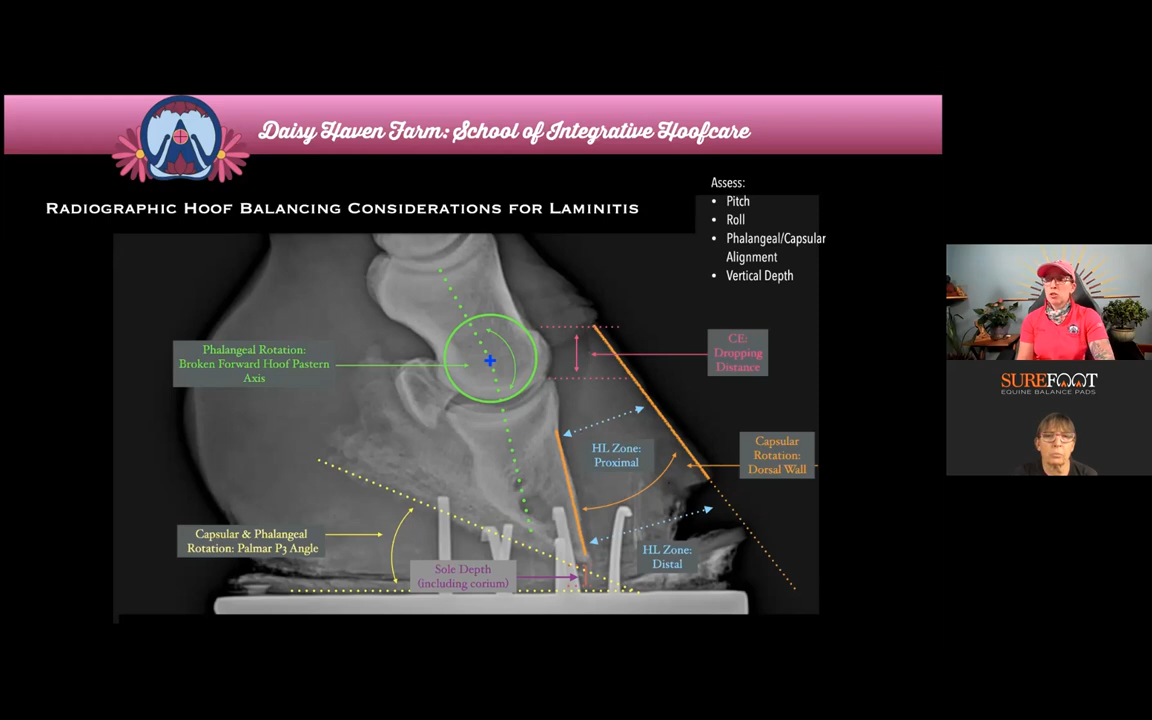 Daisy Haven Farm: School of Integrative Hoofcare
Radiographic Hoof Balancing Considerations for Laminitis
Assess:
• Pitch
• Roll
• Phalangeal/Capsular
Alignment
• Vertical Depth
Phalangeal Rotation:
Broken Forward Hoof Pastern
Axis
CE:
Dropping
Distance
HL Zone:
Proximal
Capsular
Rotation:
Dorsal Wall
Capsular & Phalangeal
Rotation: Palmar P3 Angle
HL Zone:
Distal
Sole Depth
(including corium)
SUREFOOT
EQUINE BALANCE PADS